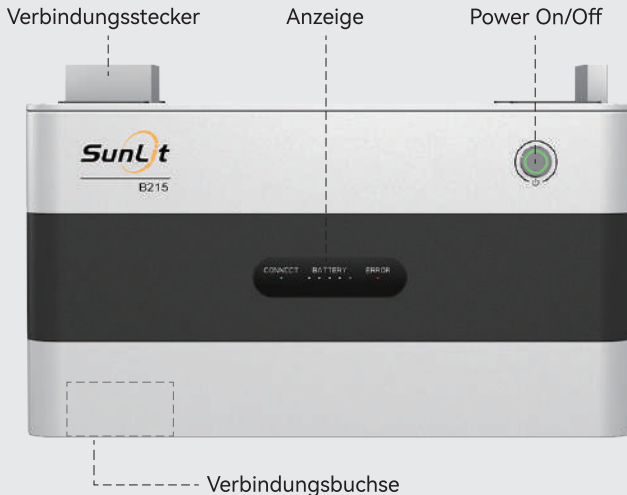 Verbindungsstecker
Anzeige
Power On/Off
SunLit
B215
CONNECT BATTERY ERROR
Verbindungsbuchse